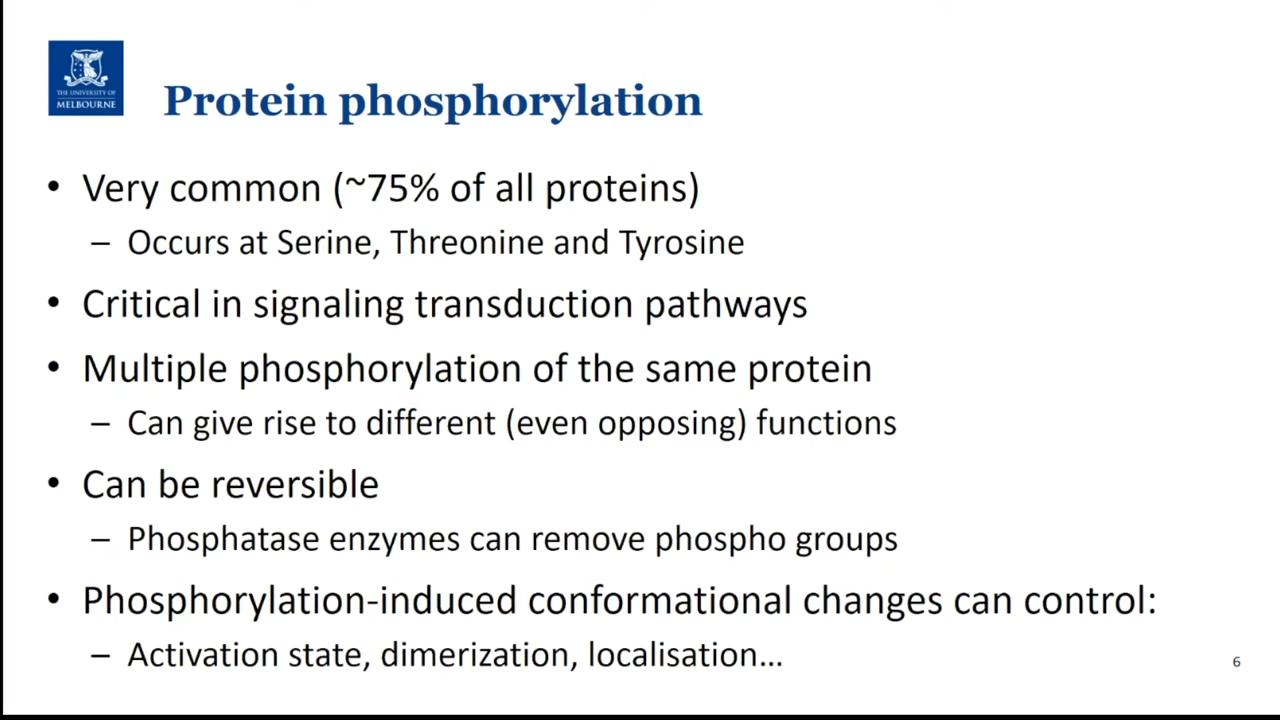 THE UNIVERSITY OF
MELBOURNE
Protein phosphorylation
• Very common (~75% of all proteins)
– Occurs at Serine, Threonine and Tyrosine
• Critical in signaling transduction pathways
• Multiple phosphorylation of the same protein
– Can give rise to different (even opposing) functions
• Can be reversible
– Phosphatase enzymes can remove phospho groups
• Phosphorylation-induced conformational changes can control:
– Activation state, dimerization, localisation...
6